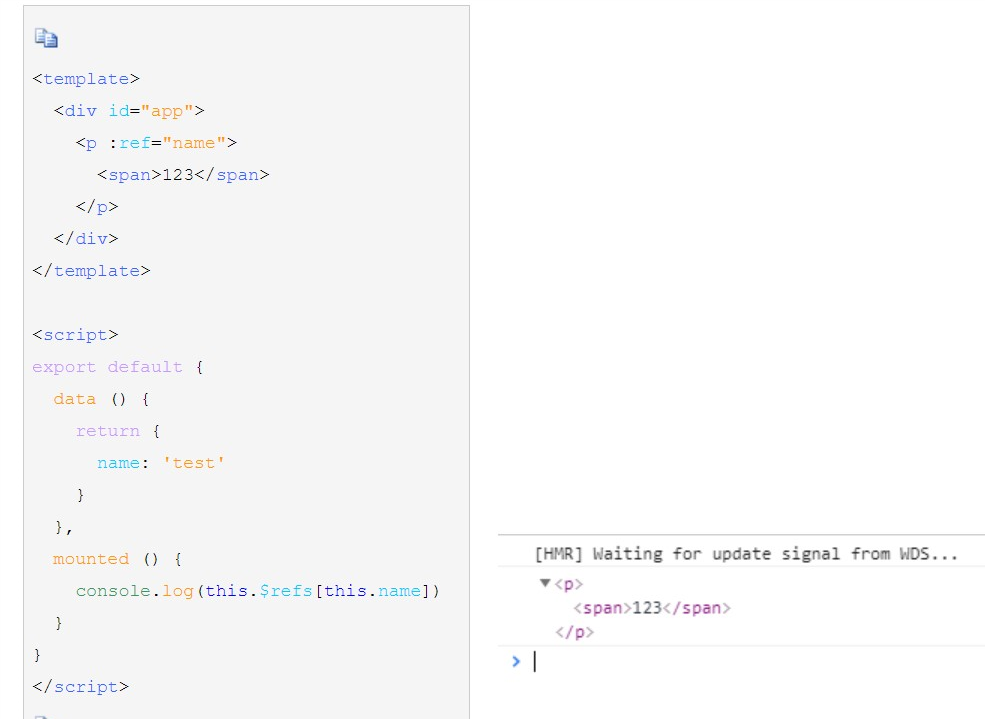 <template>
  <div id="app">
    <p :ref="name">
      <span>123</span>
    </p>
  </div>
</template>

<script>
export default {
  data () {
    return {
      name: 'test'
    }
  },
  mounted () {
    console.log(this.$refs[this.name])
  }
}
</script>
[HMR] Waiting for update signal from WDS...
▼<p>
  <span>123</span>
</p>
>